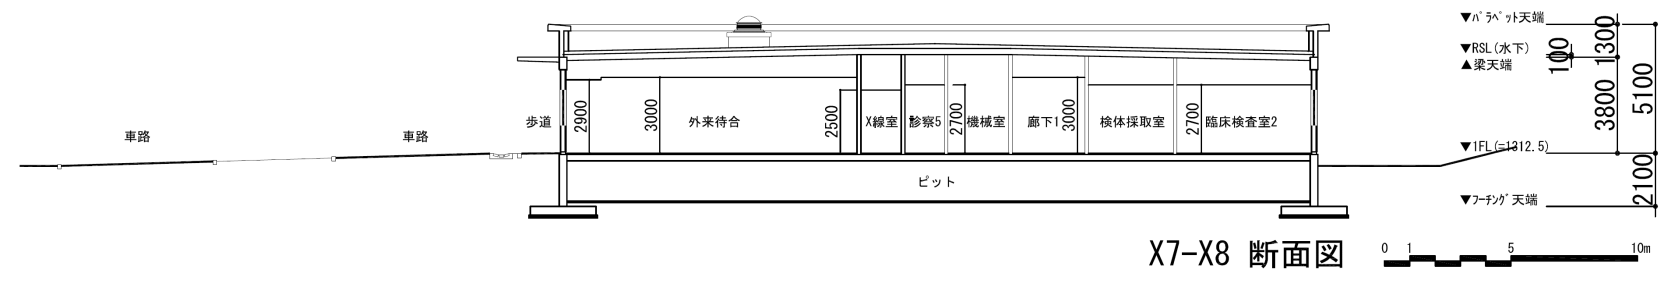 ▼ﾊﾟﾗﾍﾟｯﾄ天端
▼RSL(水下)
▲梁天端
100
1300
3800
5100
車路
車路
歩道
2900
3000
外来待合
2500
X線室
診察5
2700
機械室
廊下1
3000
検体採取室
2700
臨床検査室2
▼1FL(=1312.5)
2100
ピット
▼ﾌｰﾁﾝｸﾞ天端
X7-X8 断面図
0 1 5 10m